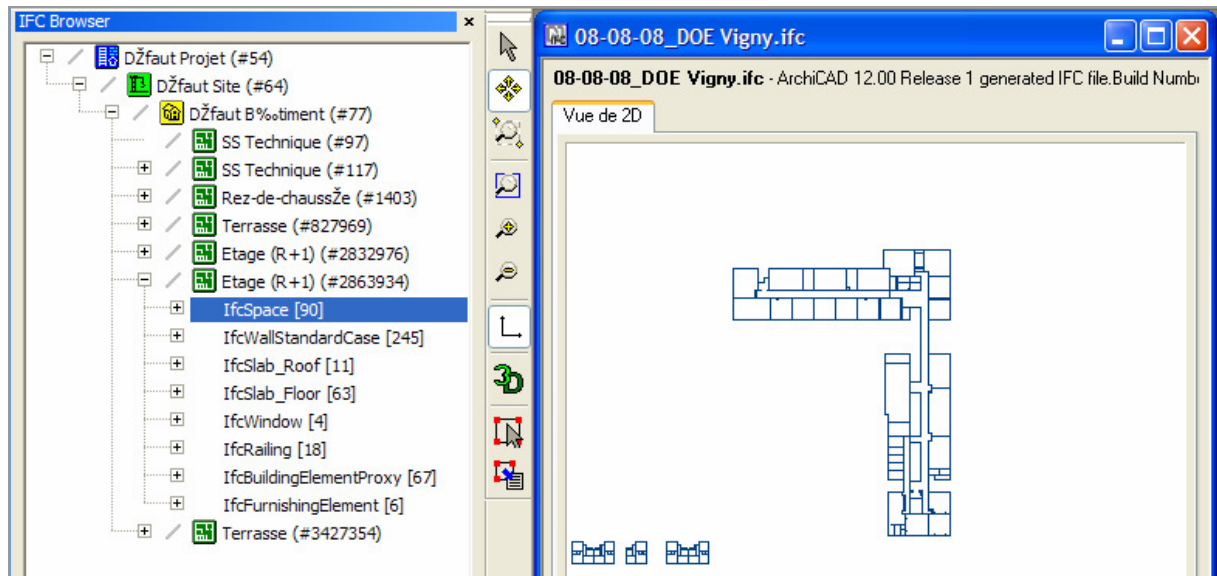 IFC Browser
DŽfaut Projet (#54)
DŽfaut Site (#64)
DŽfaut B‰timent (#77)
SS Technique (#97)
SS Technique (#117)
Rez-de-chaussŽe (#1403)
Terrasse (#827969)
Etage (R+1) (#2832976)
Etage (R+1) (#2863934)
IfcSpace [90]
IfcWallStandardCase [245]
IfcSlab_Roof [11]
IfcSlab_Floor [63]
IfcWindow [4]
IfcRailing [18]
IfcBuildingElementProxy [67]
IfcFurnishingElement [6]
Terrasse (#3427354)
3D
08-08-08_DOE Vigny.ifc
08-08-08_DOE Vigny.ifc - ArchiCAD 12.00 Release 1 generated IFC file.Build Numb
Vue de 2D